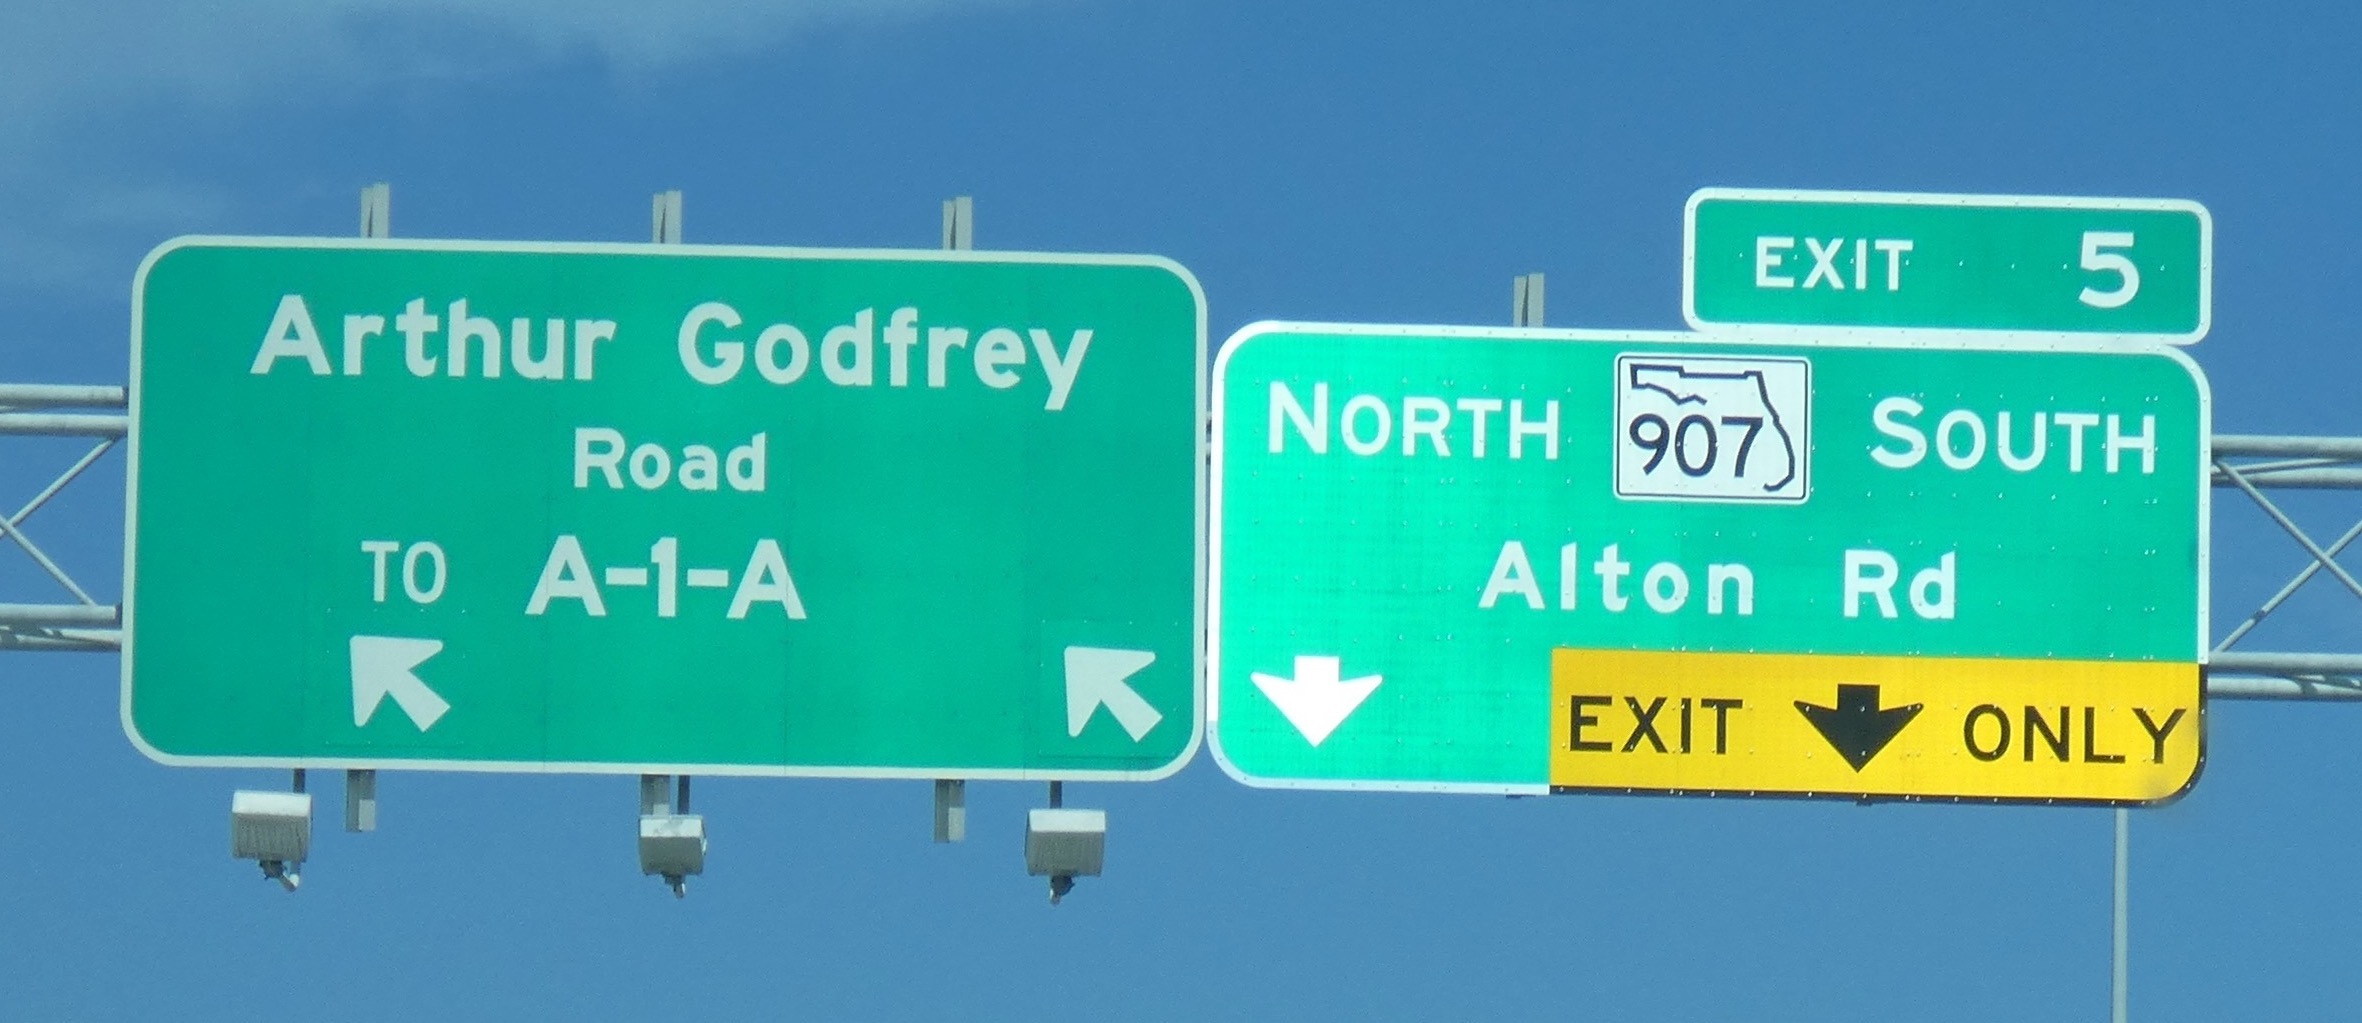 Arthur Godfrey
Road
TO A-1-A
EXIT 5
NORTH 907 SOUTH
Alton Rd
EXIT ONLY